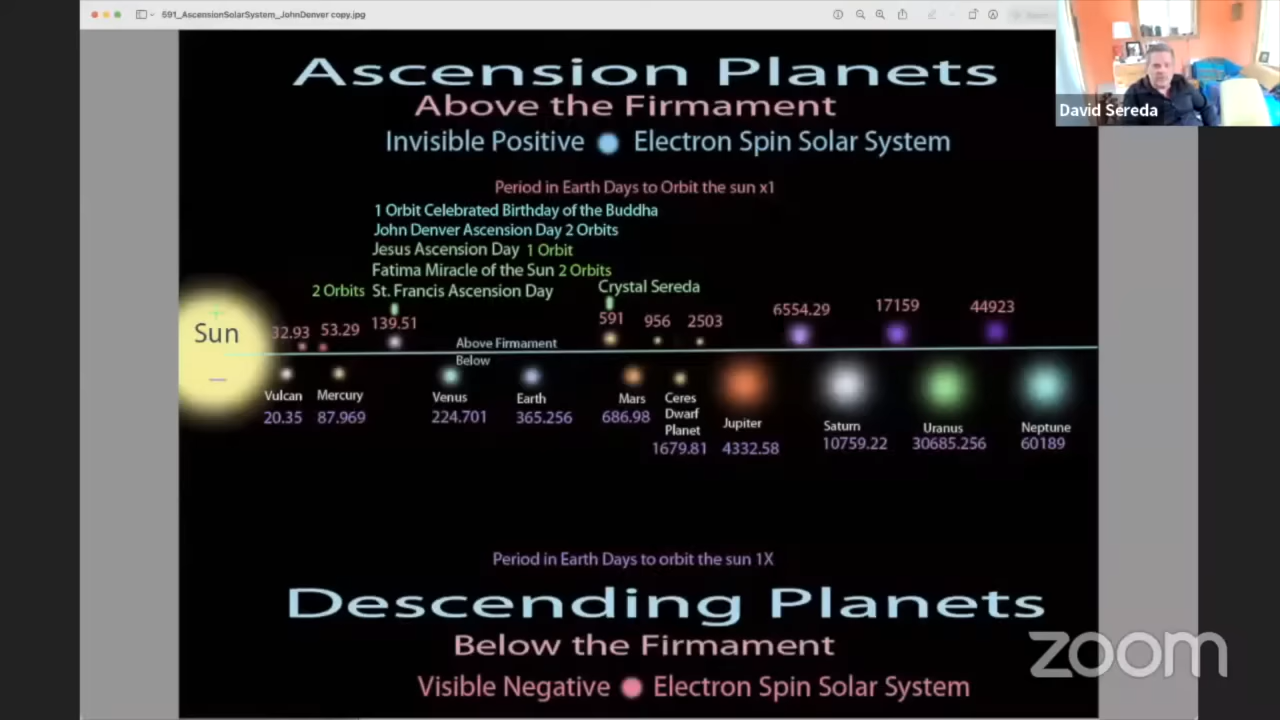 591_AscensionSolarSystem_JohnDenver copy.jpg
Ascension Planets
David Sereda
Above the Firmament
Invisible Positive Electron Spin Solar System
Period in Earth Days to Orbit the sun x1
1 Orbit Celebrated Birthday of the Buddha
John Denver Ascension Day 2 Orbits
Jesus Ascension Day 1 Orbit
Fatima Miracle of the Sun 2 Orbits
2 Orbits St. Francis Ascension Day
Crystal Sereda
Sun
32.93 53.29 139.51 591 956 2503 6554.29 17159 44923
Above Firmament
Below
Vulcan Mercury Venus Earth Mars Ceres Dwarf Planet Jupiter Saturn Uranus Neptune
20.35 87.969 224.701 365.256 686.98 1679.81 4332.58 10759.22 30685.256 60189
Period in Earth Days to orbit the sun 1X
Descending Planets
Below the Firmament
Visible Negative Electron Spin Solar System
zoom